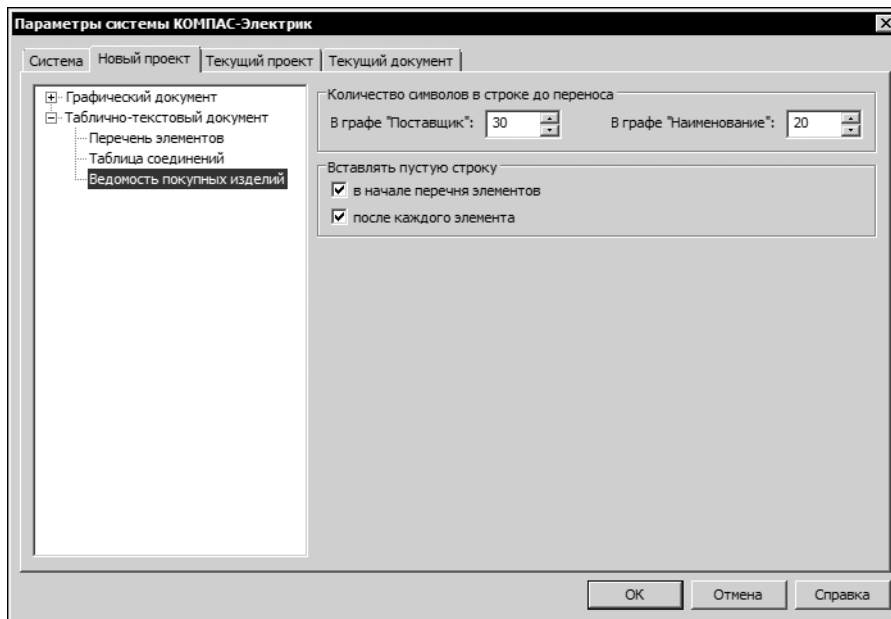 Параметры системы КОМПАС-Электрик
Система Новый проект Текущий проект Текущий документ
Графический документ
Таблично-текстовый документ
Перечень элементов
Таблица соединений
Ведомость покупных изделий
Количество символов в строке до переноса
В графе "Поставщик": 30 В графе "Наименование": 20
Вставлять пустую строку
в начале перечня элементов
после каждого элемента
OK Отмена Справка